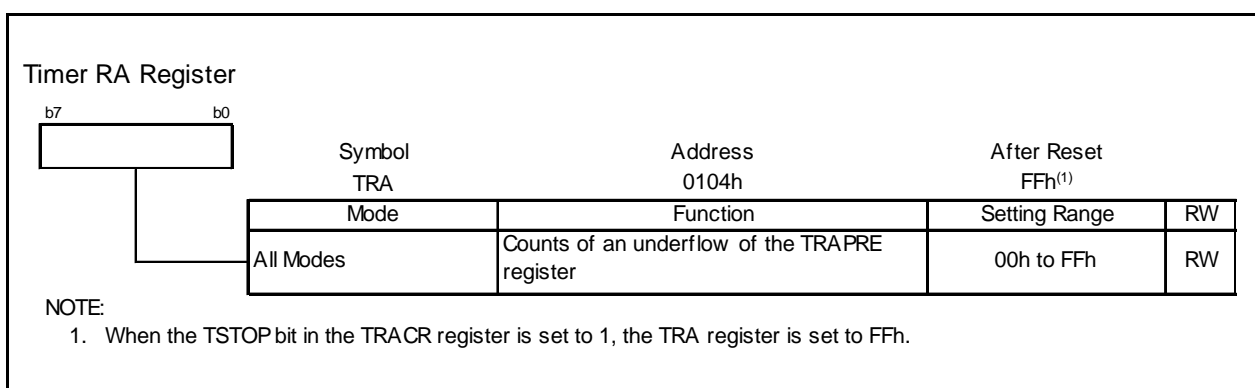 Timer RA Register
b7 b0
Symbol Address After Reset
TRA 0104h FFh(1)
Mode Function Setting Range RW
All Modes Counts of an underflow of the TRAPRE register 00h to FFh RW
NOTE:
1. When the TSTOP bit in the TRACR register is set to 1, the TRA register is set to FFh.